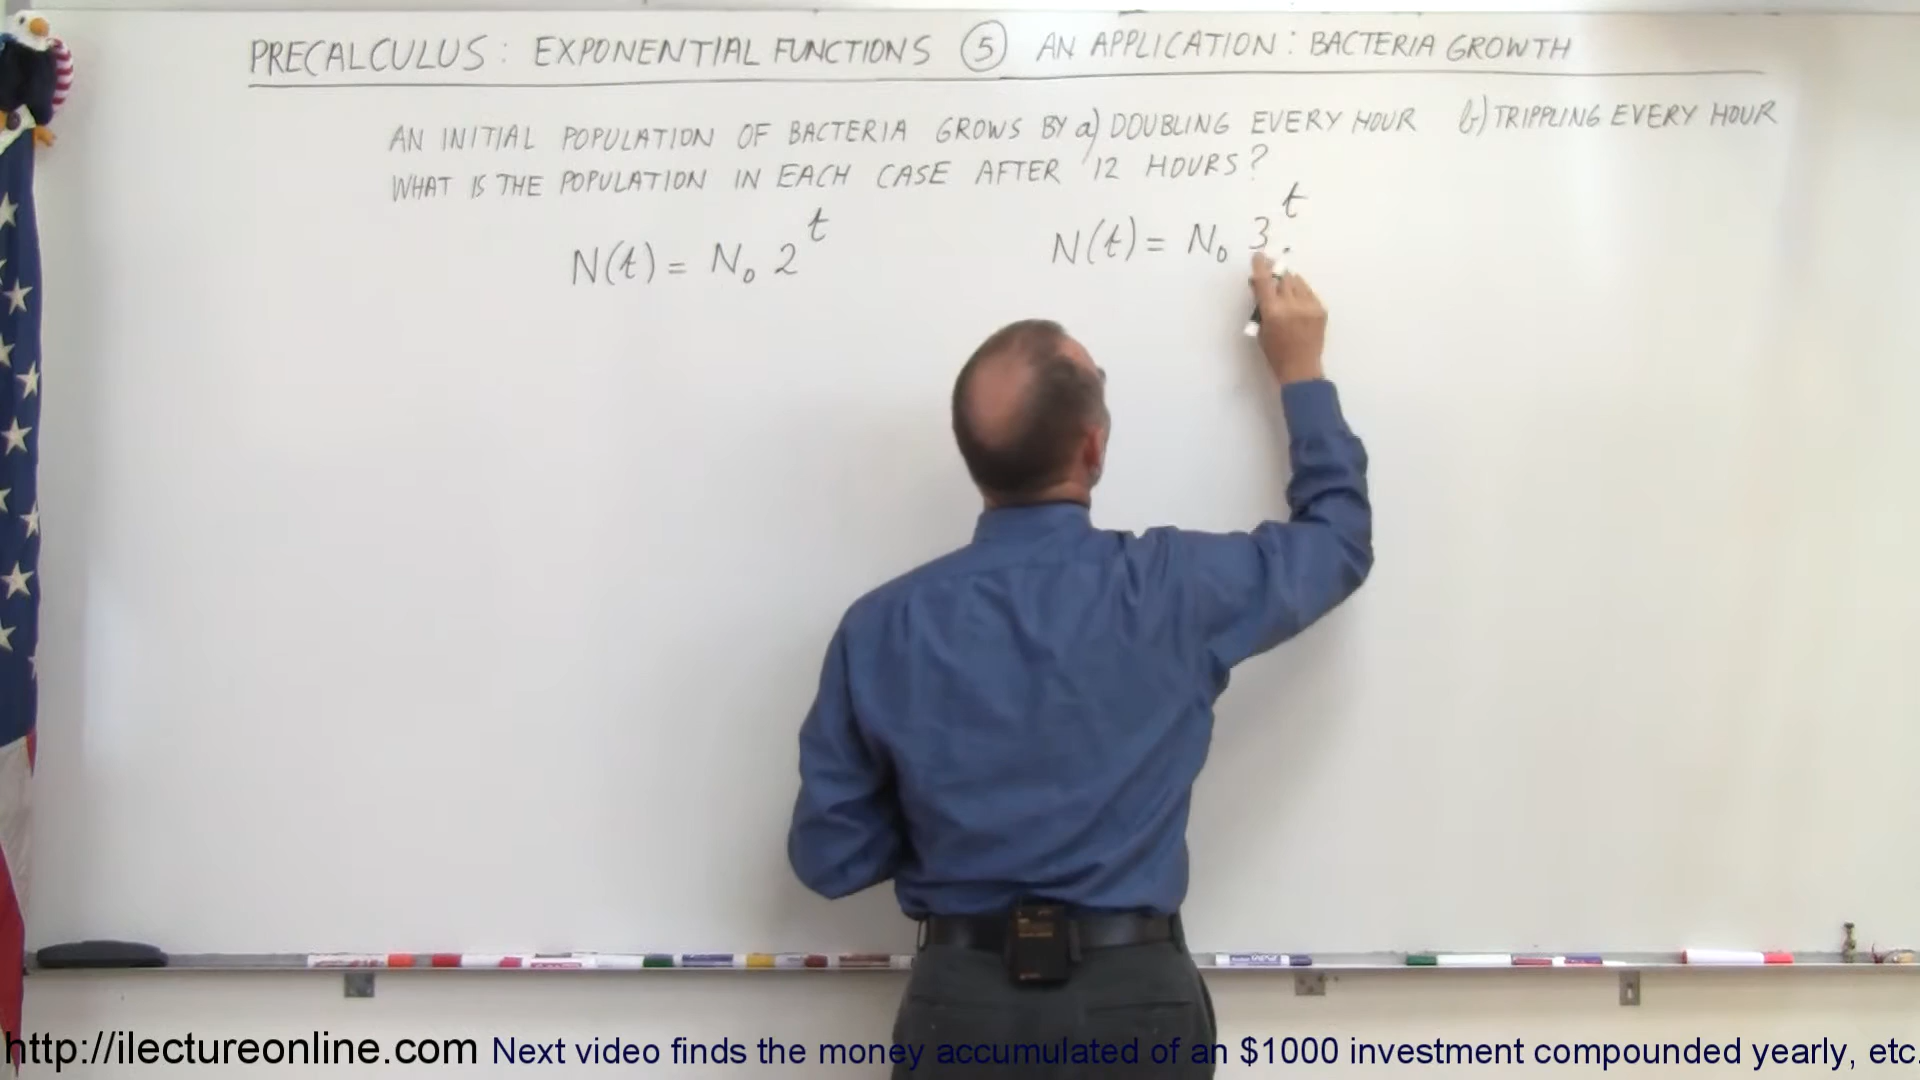 PRECALCULUS: EXPONENTIAL FUNCTIONS 5 AN APPLICATION: BACTERIA GROWTH
AN INITIAL POPULATION OF BACTERIA GROWS BY a) DOUBLING EVERY HOUR b) TRIPPLING EVERY HOUR
WHAT IS THE POPULATION IN EACH CASE AFTER 12 HOURS?
N(t) = N₀ 2^t
N(t) = N₀ 3^t
http://ilectureonline.com Next video finds the money accumulated of an $1000 investment compounded yearly, etc.